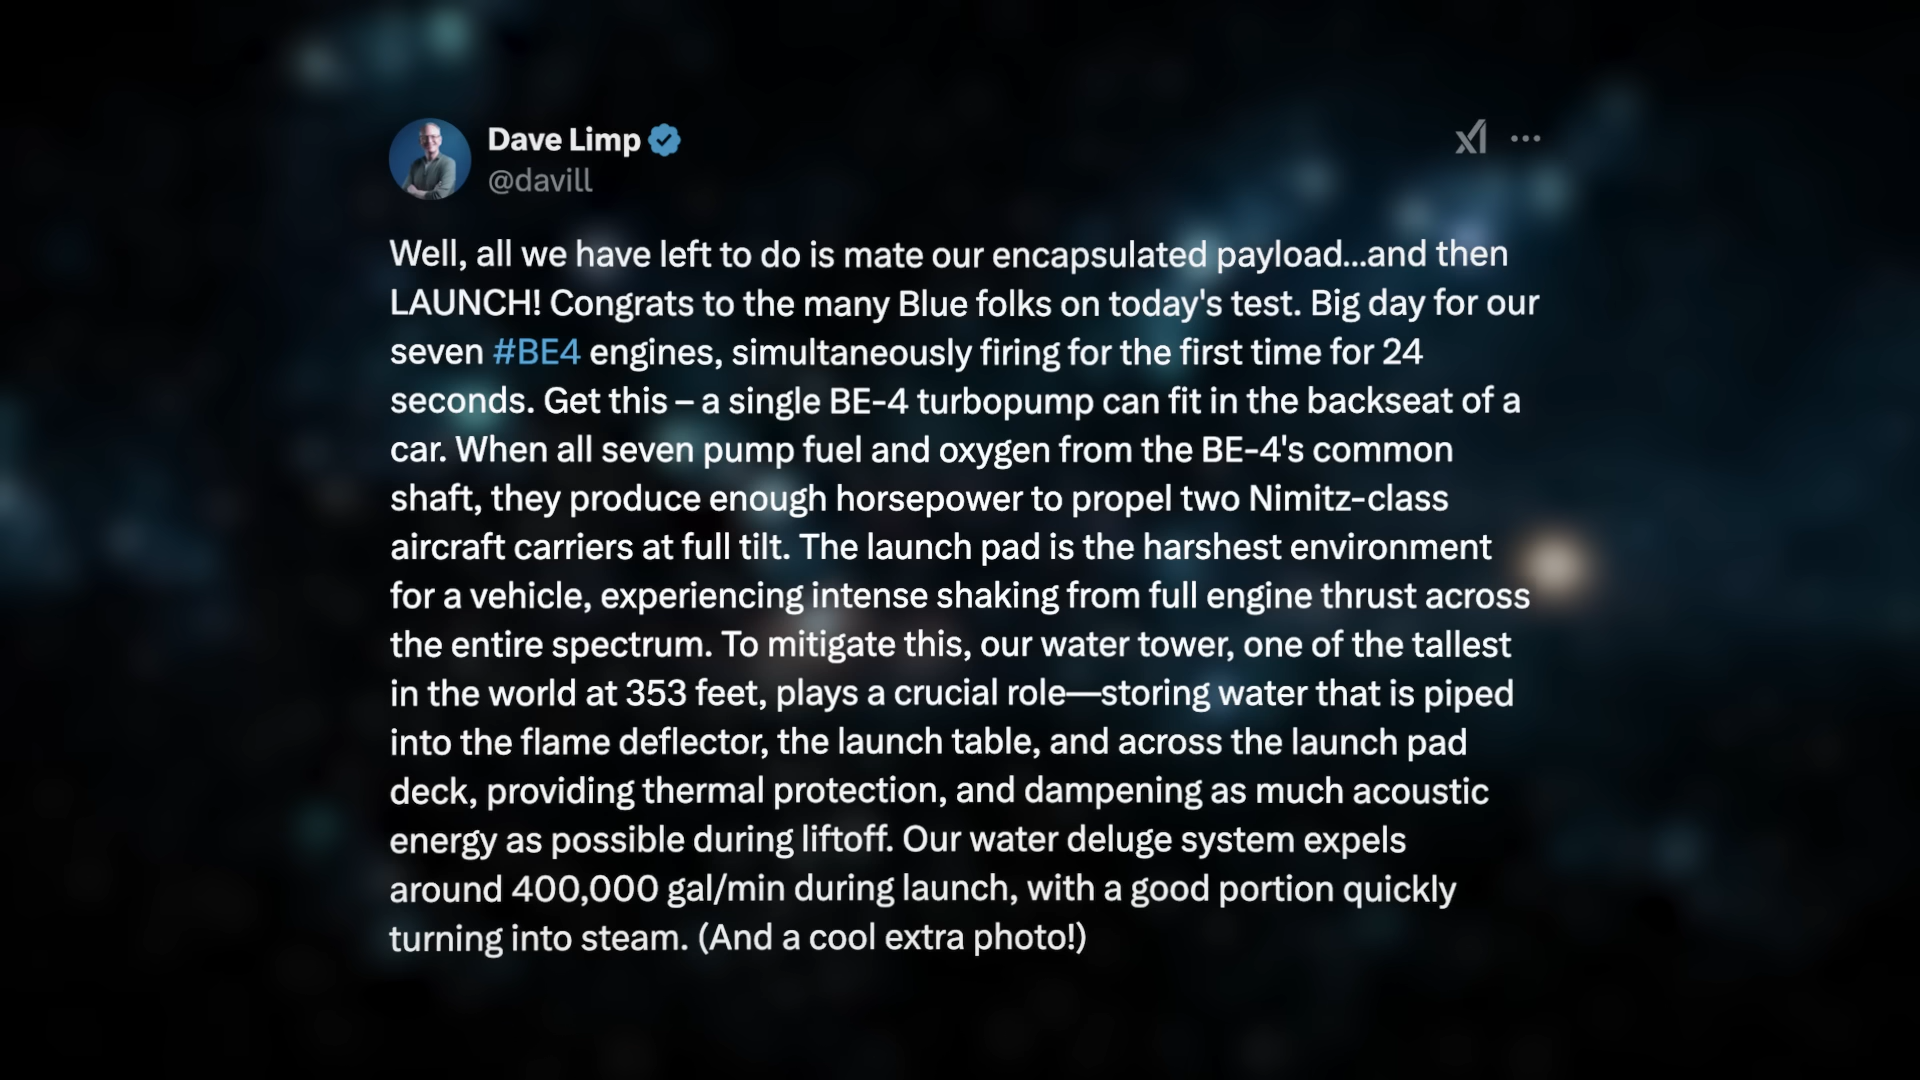 Dave Limp
@davill
Well, all we have left to do is mate our encapsulated payload...and then
LAUNCH! Congrats to the many Blue folks on today's test. Big day for our
seven #BE4 engines, simultaneously firing for the first time for 24
seconds. Get this – a single BE-4 turbopump can fit in the backseat of a
car. When all seven pump fuel and oxygen from the BE-4's common
shaft, they produce enough horsepower to propel two Nimitz-class
aircraft carriers at full tilt. The launch pad is the harshest environment
for a vehicle, experiencing intense shaking from full engine thrust across
the entire spectrum. To mitigate this, our water tower, one of the tallest
in the world at 353 feet, plays a crucial role—storing water that is piped
into the flame deflector, the launch table, and across the launch pad
deck, providing thermal protection, and dampening as much acoustic
energy as possible during liftoff. Our water deluge system expels
around 400,000 gal/min during launch, with a good portion quickly
turning into steam. (And a cool extra photo!)